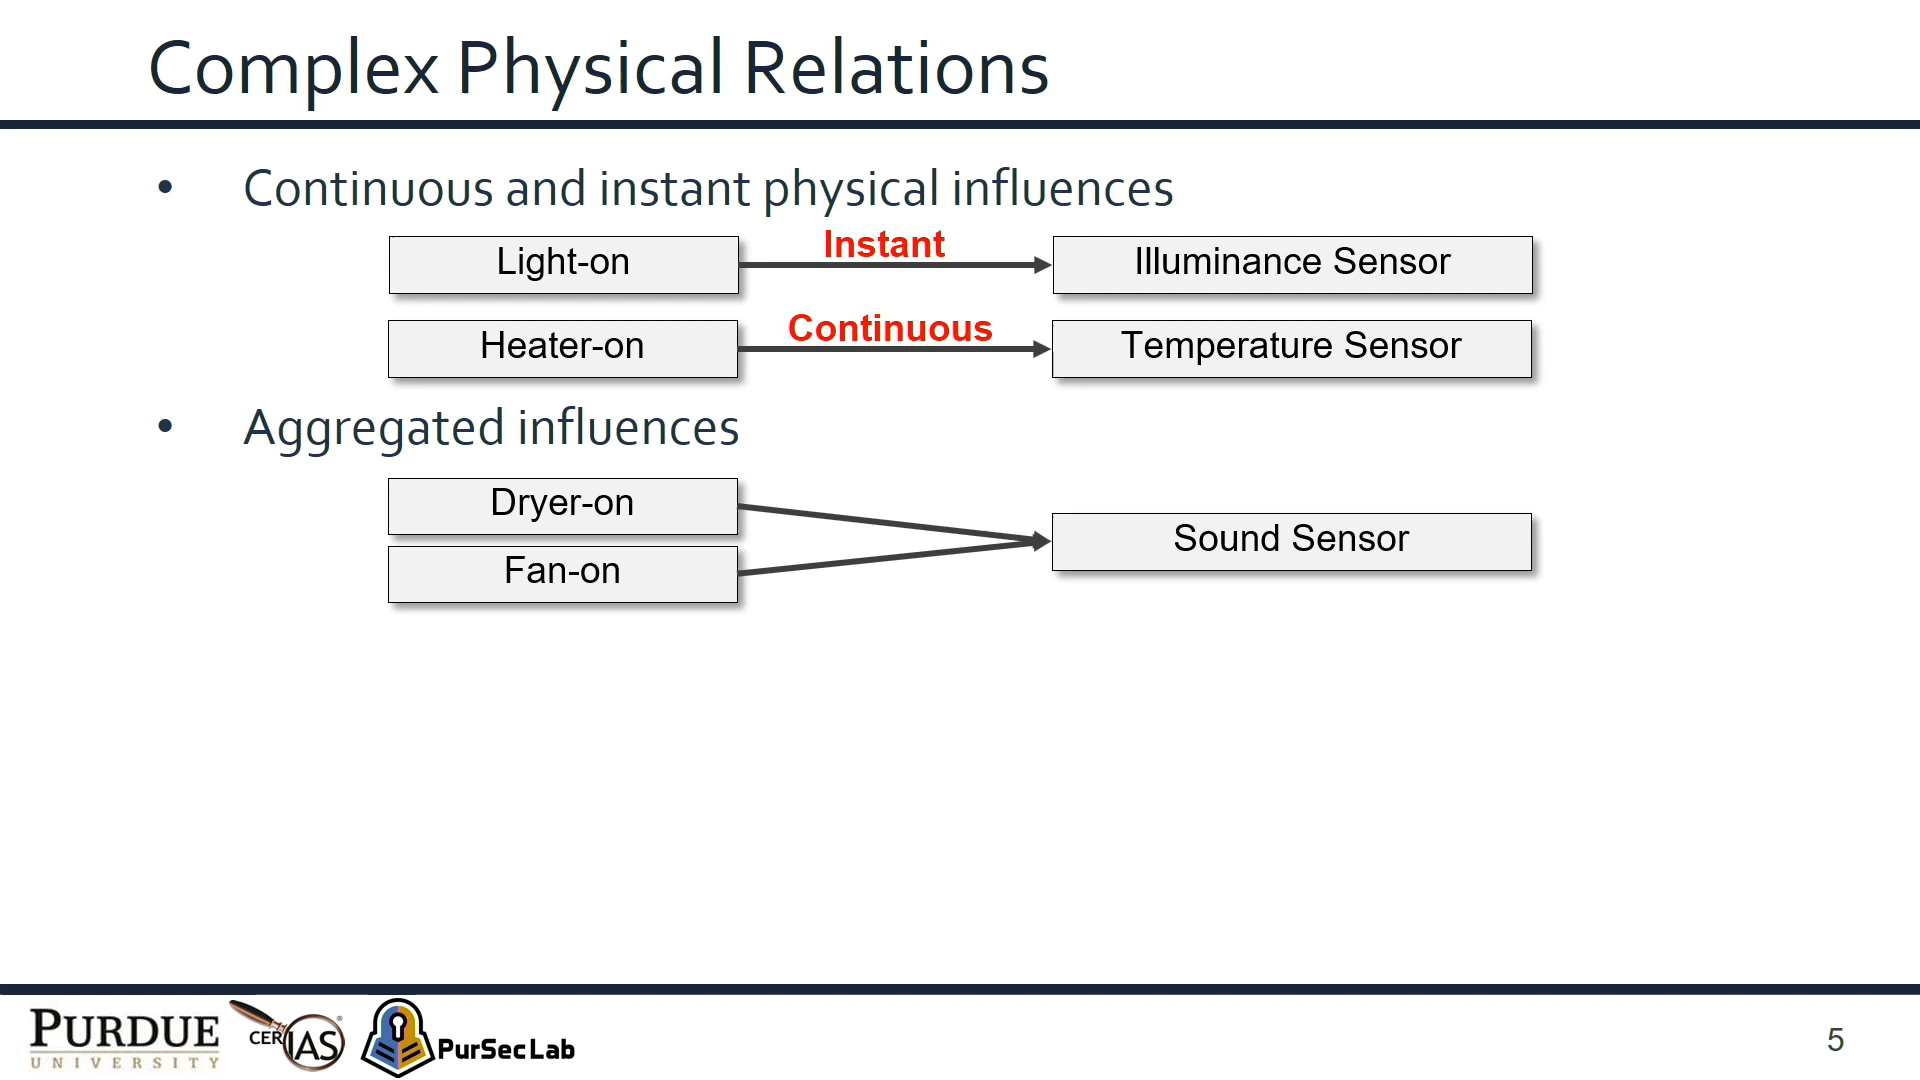 Complex Physical Relations
• Continuous and instant physical influences
Light-on
Instant
Illuminance Sensor
Heater-on
Continuous
Temperature Sensor
• Aggregated influences
Dryer-on
Fan-on
Sound Sensor
PURDUE
UNIVERSITY
CERIAS
PurSec Lab
5